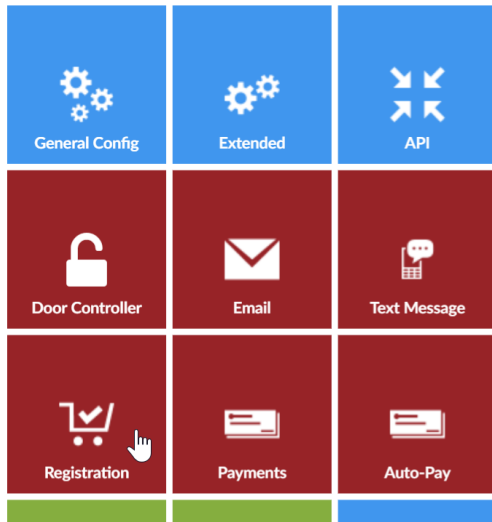 General Config
Extended
API
Door Controller
Email
Text Message
Registration
Payments
Auto-Pay